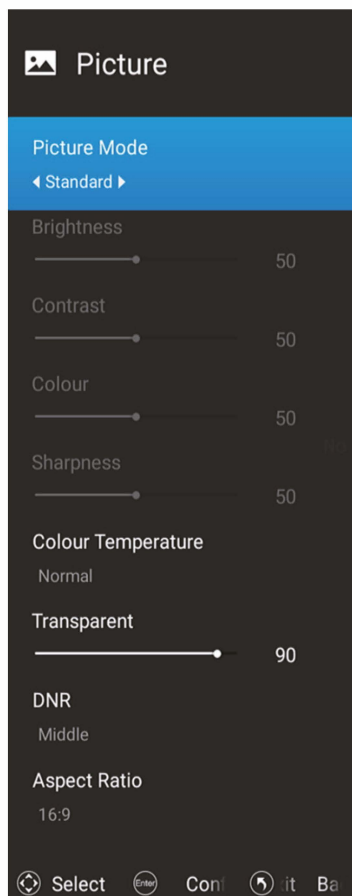 Picture
Picture Mode
Standard
Brightness
50
Contrast
50
Colour
50
Sharpness
50
Colour Temperature
Normal
Transparent
90
DNR
Middle
Aspect Ratio
16:9
Select Enter